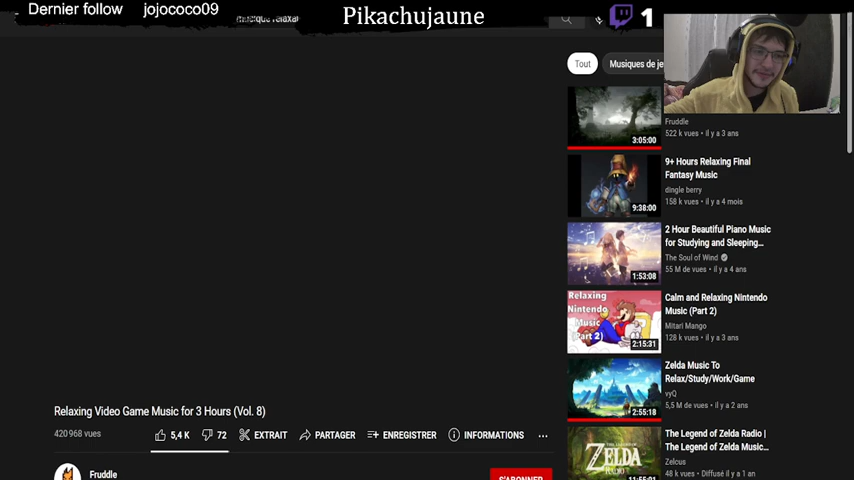 Dernier follow jojococo09
Pikachujaune
1
Tout
Musiques de je
3:05:00
Fruddle
522 k vues • il y a 3 ans
9+ Hours Relaxing Final
Fantasy Music
dingle berry
158 k vues • il y a 4 mois
9:38:00
2 Hour Beautiful Piano Music
for Studying and Sleeping...
The Soul of Wind
55 M de vues • il y a 4 ans
1:53:08
Relaxing
Nintendo
Music
(Part 2)
2:15:31
Calm and Relaxing Nintendo
Music (Part 2)
Mitari Mango
128 k vues • il y a 3 ans
Zelda Music To
Relax/Study/Work/Game
vyQ
5,5 M de vues • il y a 2 ans
2:55:18
The Legend of Zelda Radio |
The Legend of Zelda Music...
Zelcus
48 k vues • Diffusé il y a 1 an
ZELDA
11:55:01
Relaxing Video Game Music for 3 Hours (Vol. 8)
420 968 vues
5,4 K
72
EXTRAIT
PARTAGER
ENREGISTRER
INFORMATIONS
Fruddle
S'ABONNER